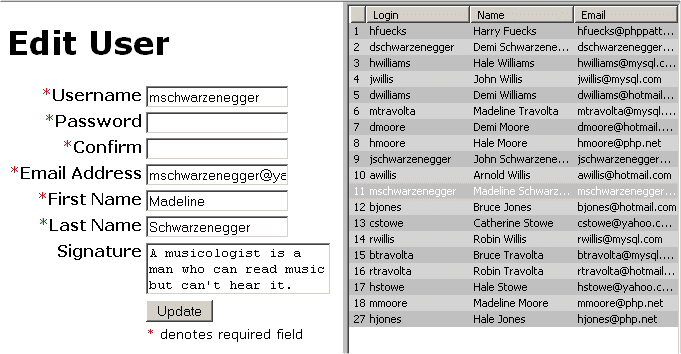 Edit User
*Username mschwarzenegger
*Password
*Confirm
*Email Address mschwarzenegger@ya
*First Name Madeline
*Last Name Schwarzenegger
Signature A musicologist is a
man who can read music
but can't hear it.
Update
* denotes required field
Login Name Email
1 hfuecks Harry Fuecks hfuecks@phppatt...
2 dschwarzenegger Demi Schwarzene... dschwarzenegger...
3 hwilliams Hale Williams hwilliams@mysql.c...
4 jwillis John Willis jwillis@mysql.com
5 dwilliams Demi Williams dwilliams@hotmail....
6 mtravolta Madeline Travolta mtravolta@mysql....
7 dmoore Demi Moore dmoore@hotmail....
8 hmoore Hale Moore hmoore@php.net
9 jschwarzenegger John Schwarzene... jschwarzenegger...
10 awillis Arnold Willis awillis@hotmail.com
11 mschwarzenegger Madeline Schwarz... mschwarzenegger...
12 bjones Bruce Jones bjones@hotmail.com
13 cstowe Catherine Stowe cstowe@yahoo.c...
14 rwillis Robin Willis rwillis@mysql.com
15 btravolta Bruce Travolta btravolta@mysql....
16 rtravolta Robin Travolta rtravolta@hotmail...
17 hstowe Hale Stowe hstowe@yahoo.c...
18 mmoore Madeline Moore mmoore@php.net
27 hjones Hale Jones hjones@php.net